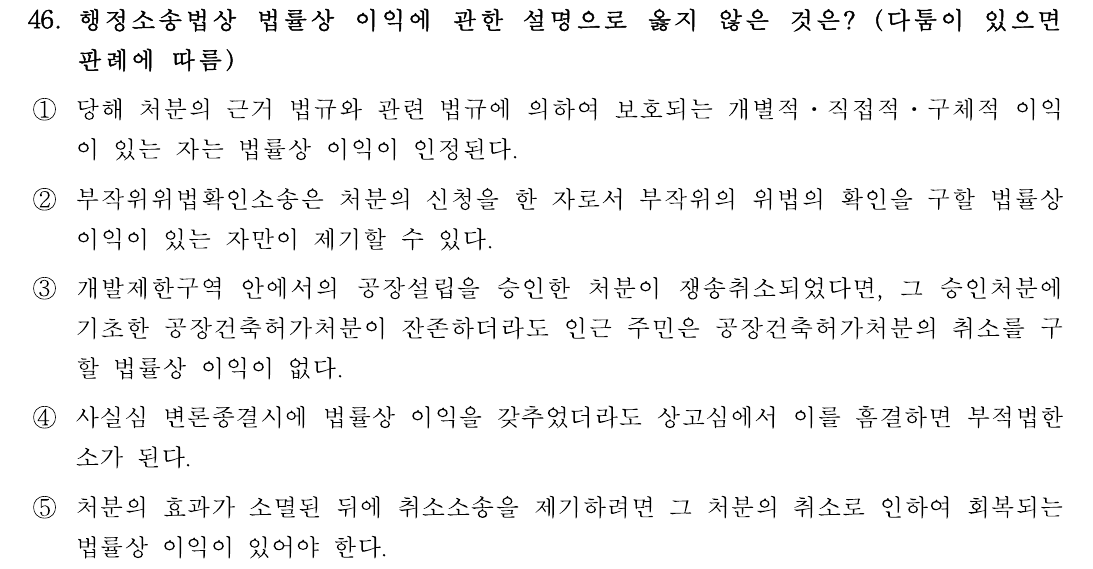 46. 행정소송법상 법률상 이익에 관한 설명으로 옳지 않은 것은? (다툼이 있으면
판례에 따름)
① 당해 처분의 근거 법규와 관련 법규에 의하여 보호되는 개별적·직접적·구체적 이익
이 있는 자는 법률상 이익이 인정된다.
② 부작위위법확인소송은 처분의 신청을 한 자로서 부작위의 위법의 확인을 구할 법률상
이익이 있는 자만이 제기할 수 있다.
③ 개발제한구역 안에서의 공장설립을 승인한 처분이 쟁송취소되었다면, 그 승인처분에
기초한 공장건축허가처분이 잔존하더라도 인근 주민은 공장건축허가처분의 취소를 구
할 법률상 이익이 없다.
④ 사실심 변론종결시에 법률상 이익을 갖추었더라도 상고심에서 이를 흠결하면 부적법한
소가 된다.
⑤ 처분의 효과가 소멸된 뒤에 취소소송을 제기하려면 그 처분의 취소로 인하여 회복되는
법률상 이익이 있어야 한다.